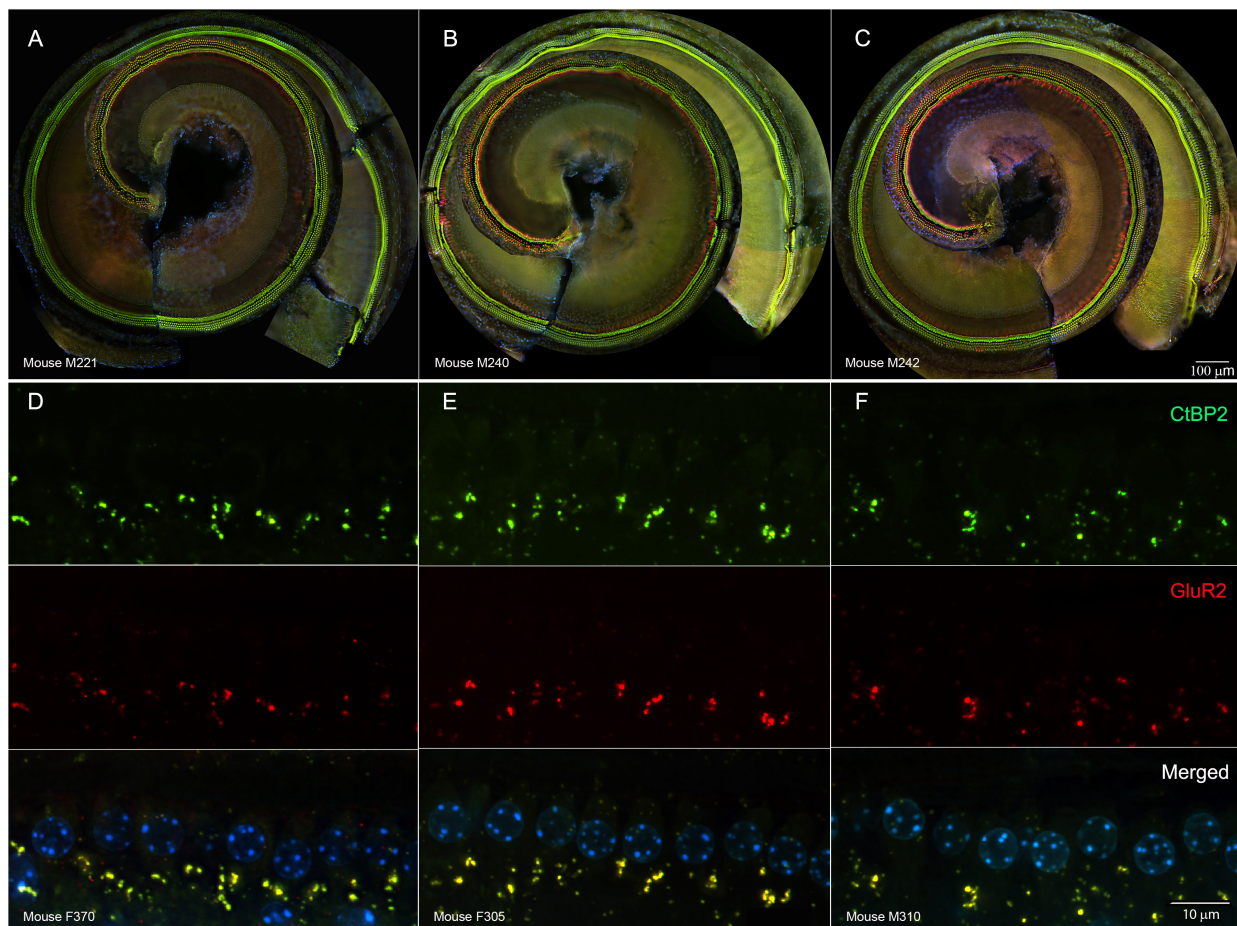 A
B
C
Mouse M221
Mouse M240
Mouse M242
100 µm
D
E
F
CtBP2
GluR2
Merged
Mouse F370
Mouse F305
Mouse M310
10 µm